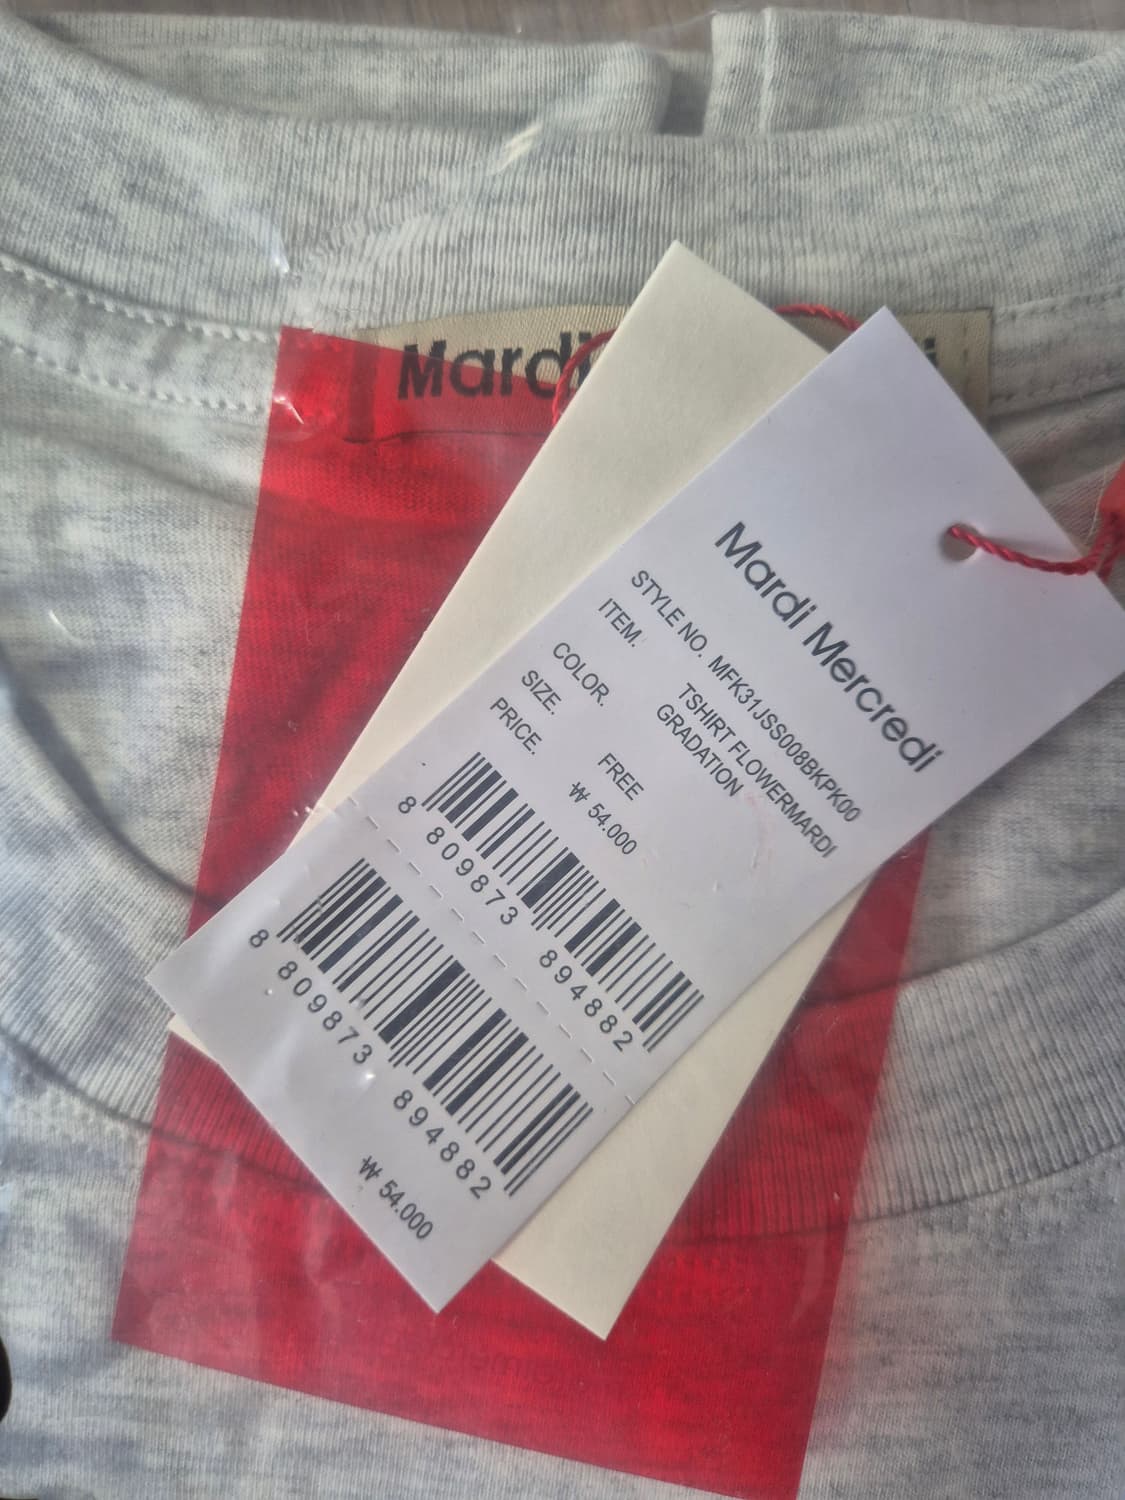 Mardi
Mardi Mercredi
STYLE NO. MFK31JSS008BKPK00
ITEM. TSHIRT FLOWERMARDI
GRADATION
COLOR.
SIZE. FREE
PRICE. ₩ 54.000
8 809873 894882
8 809873 894882
₩ 54.000